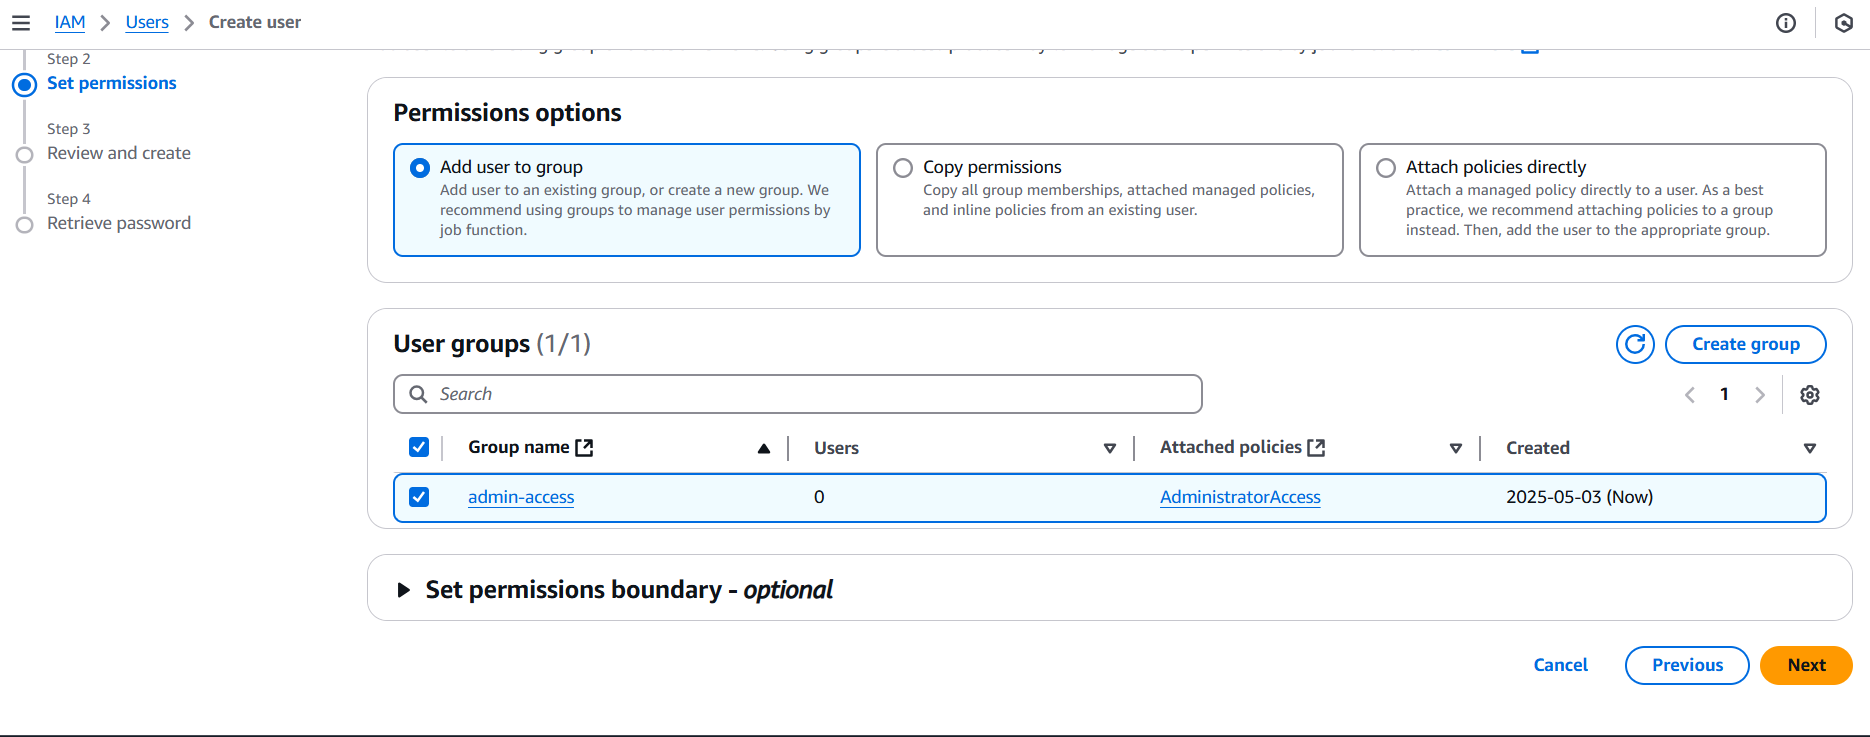 IAM > Users > Create user
Step 2
Set permissions
Step 3
Review and create
Step 4
Retrieve password
Permissions options
Add user to group
Add user to an existing group, or create a new group. We
recommend using groups to manage user permissions by
job function.
Copy permissions
Copy all group memberships, attached managed policies,
and inline policies from an existing user.
Attach policies directly
Attach a managed policy directly to a user. As a best
practice, we recommend attaching policies to a group
instead. Then, add the user to the appropriate group.
User groups (1/1)
Create group
Search
1
Group name Users Attached policies Created
admin-access 0 AdministratorAccess 2025-05-03 (Now)
Set permissions boundary - optional
Cancel Previous Next